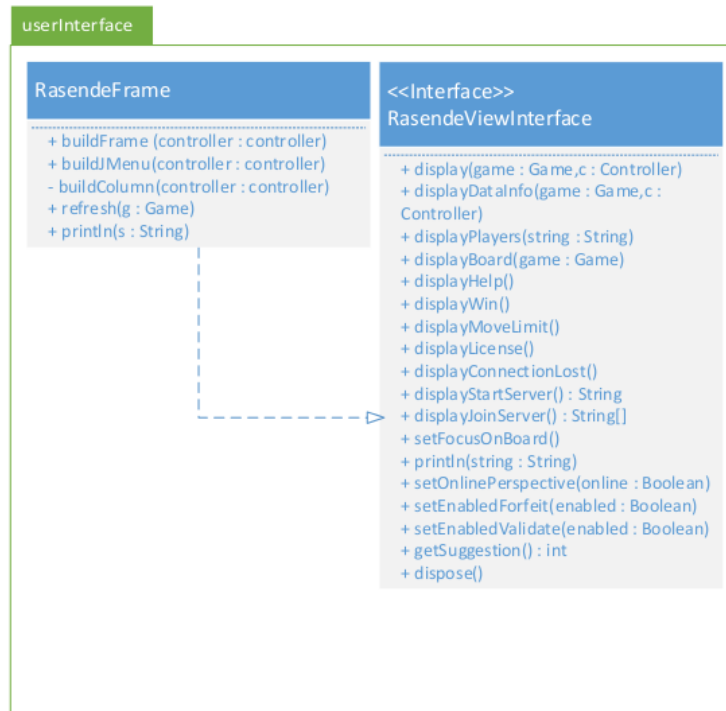 userInterface
RasendeFrame
+ buildFrame (controller : controller)
+ buildJMenu(controller : controller)
- buildColumn(controller : controller)
+ refresh(g : Game)
+ println(s : String)
<<Interface>>
RasendeViewInterface
+ display(game : Game,c : Controller)
+ displayDataInfo(game : Game,c :
Controller)
+ displayPlayers(string : String)
+ displayBoard(game : Game)
+ displayHelp()
+ displayWin()
+ displayMoveLimit()
+ displayLicense()
+ displayConnectionLost()
+ displayStartServer() : String
+ displayJoinServer() : String[]
+ setFocusOnBoard()
+ println(string : String)
+ setOnlinePerspective(online : Boolean)
+ setEnabledForfeit(enabled : Boolean)
+ setEnabledValidate(enabled : Boolean)
+ getSuggestion() : int
+ dispose()